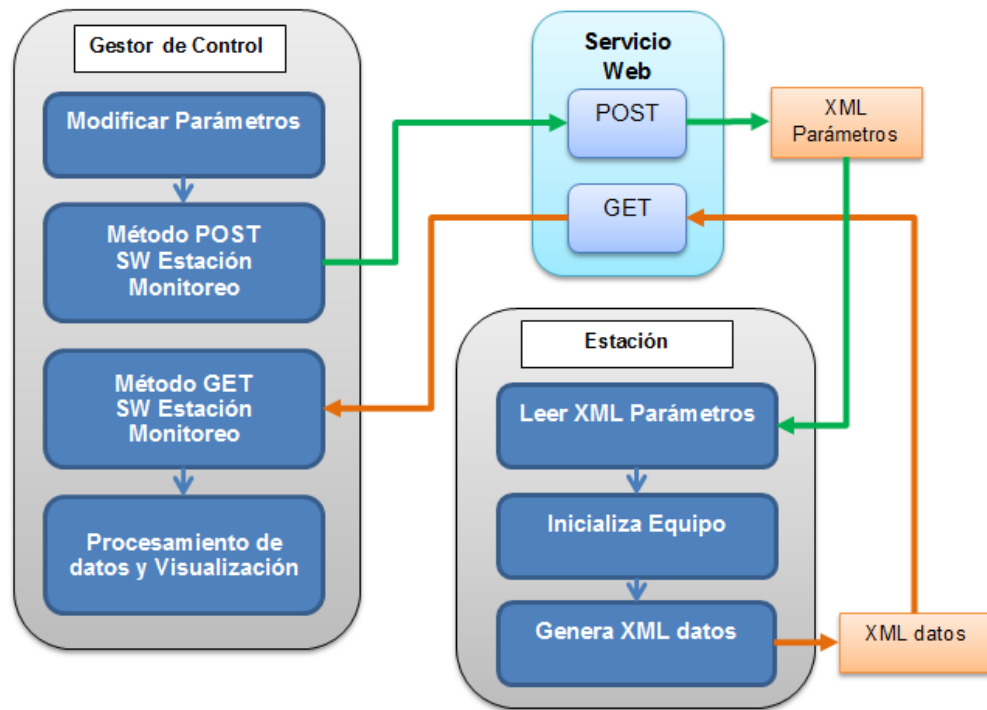 Gestor de Control
Modificar Parámetros
Método POST
SW Estación
Monitoreo
Método GET
SW Estación
Monitoreo
Procesamiento de
datos y Visualización
Servicio
Web
POST
GET
XML
Parámetros
Estación
Leer XML Parámetros
Inicializa Equipo
Genera XML datos
XML datos